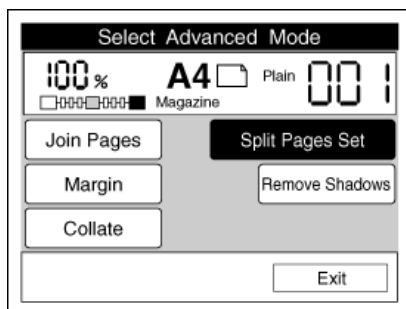 Select Advanced Mode
100 % A4 Plain 001
Magazine
Join Pages Split Pages Set
Margin Remove Shadows
Collate
Exit